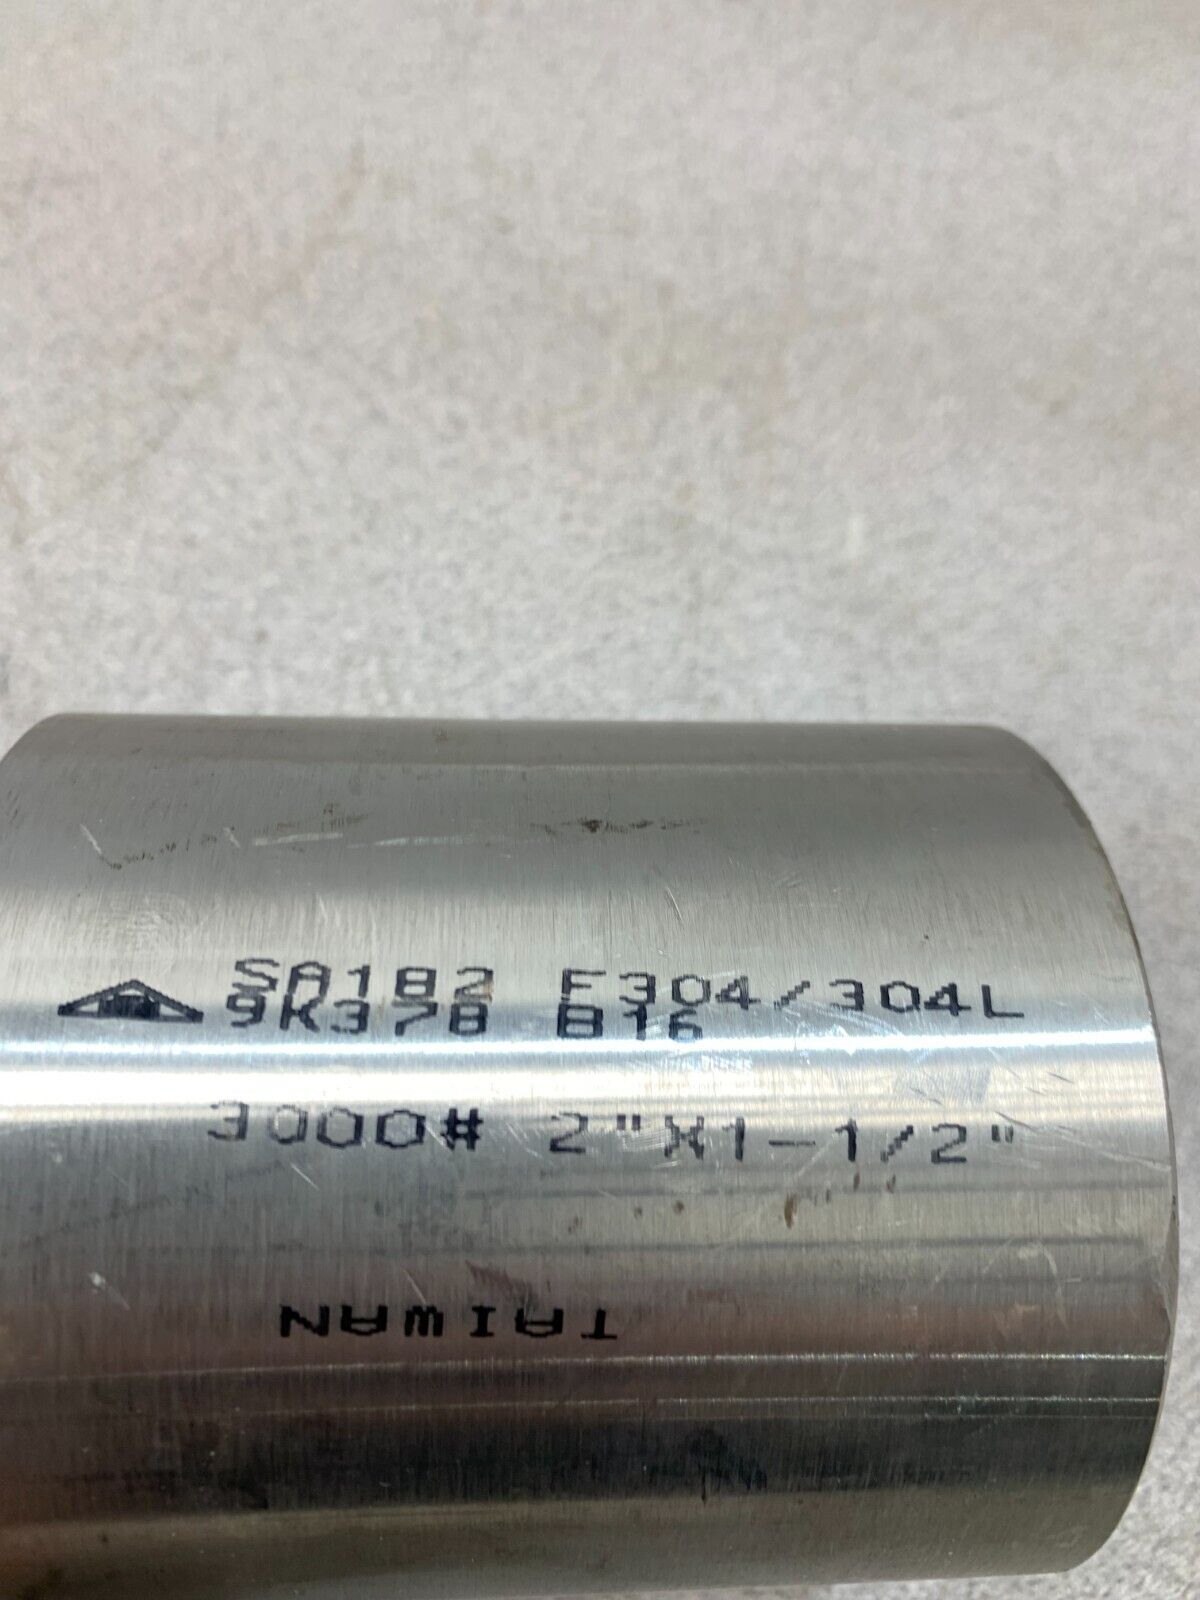 SA182 F304/304L
9K378 B16
3000# 2"X1-1/2"
TAIWAN